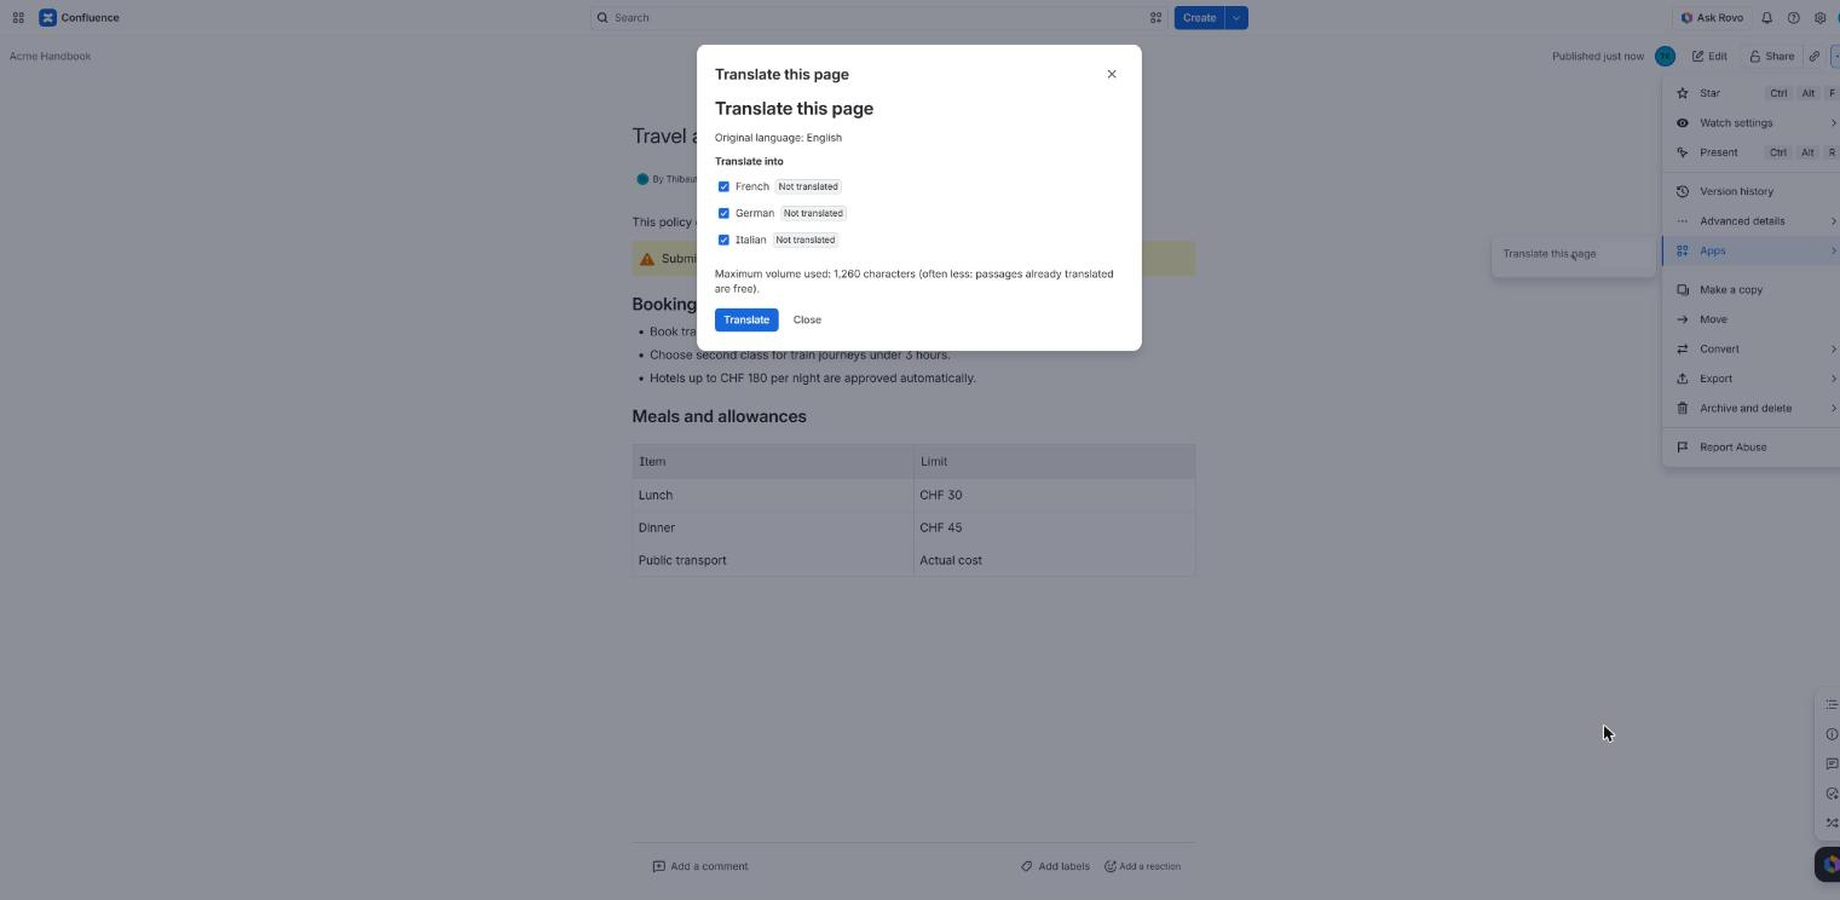 Confluence
Search
Create
Ask Rovo
Acme Handbook
Published just now
Edit
Share
Translate this page
Translate this page
Original language: English
Translate into
French Not translated
German Not translated
Italian Not translated
Maximum volume used: 1,260 characters (often less: passages already translated
are free).
Translate
Close
Travel
By Thibau
This policy
Submi
Booking
• Book tra
• Choose second class for train journeys under 3 hours.
• Hotels up to CHF 180 per night are approved automatically.
Meals and allowances
Item Limit
Lunch CHF 30
Dinner CHF 45
Public transport Actual cost
Star Ctrl Alt F
Watch settings
Present Ctrl Alt R
Version history
Advanced details
Apps
Translate this page
Make a copy
Move
Convert
Export
Archive and delete
Report Abuse
Add a comment
Add labels
Add a reaction